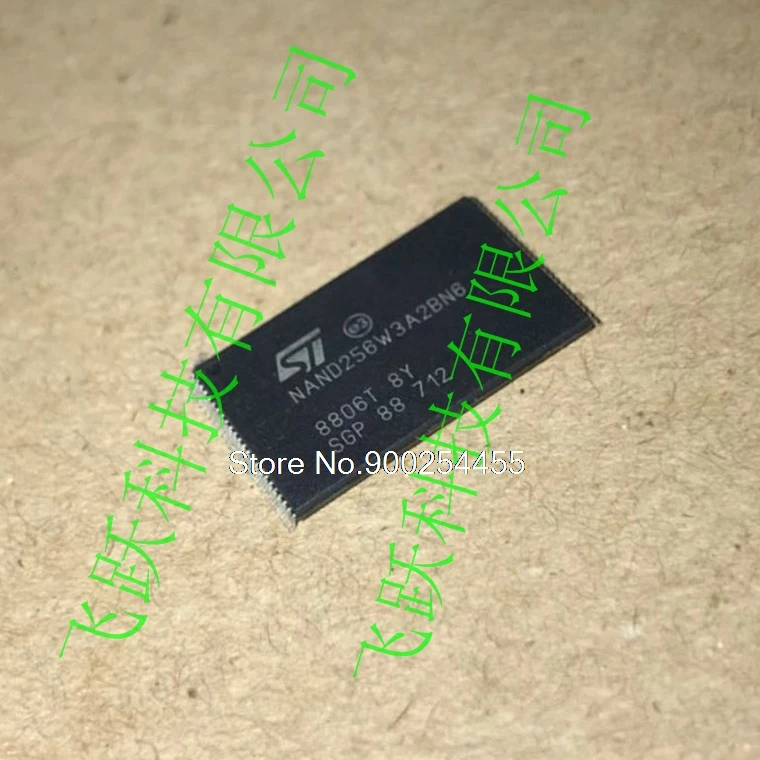 飞跃科技有限公司
飞跃科技有限公司
ST e3
NAND256W3A2BN6
8806T 8Y
SGP 88 712
Store No.900254455